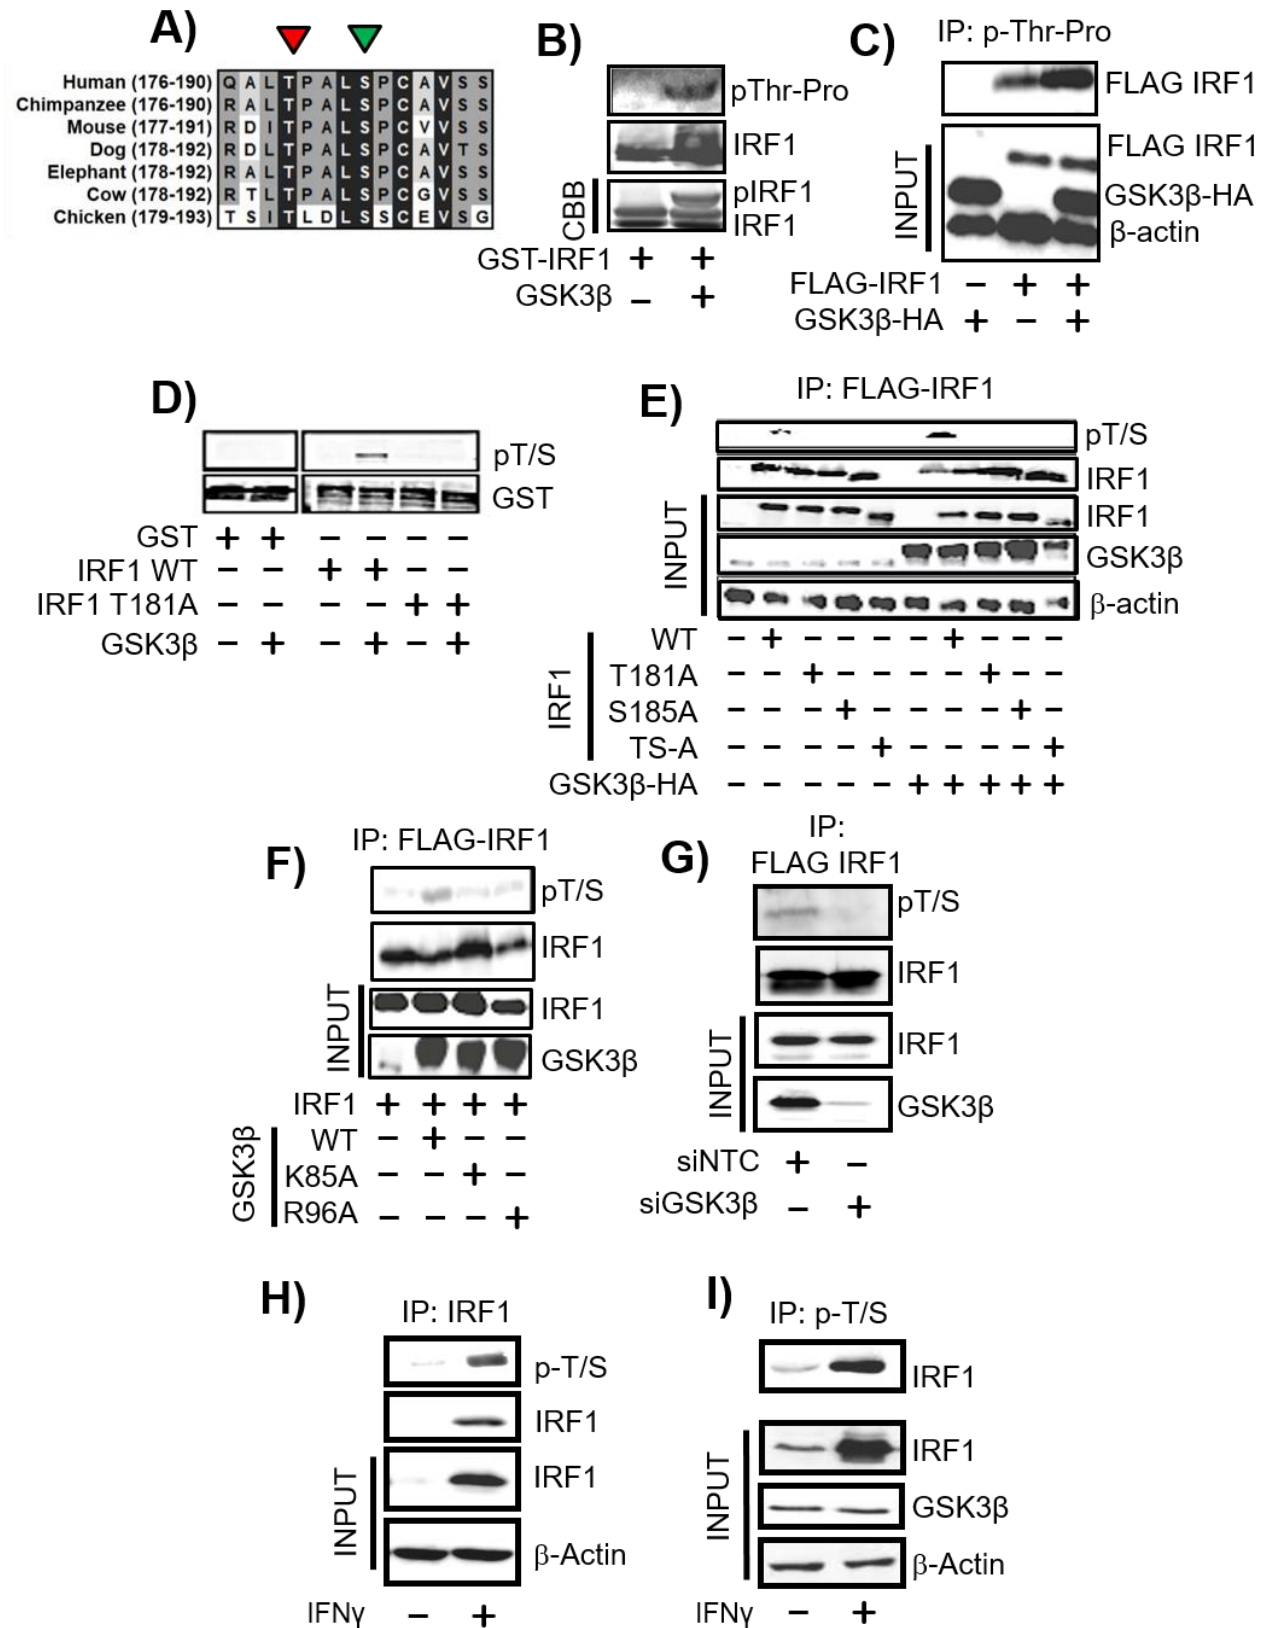 A)
Human (176-190) Q A L T P A L S P C A V S S
Chimpanzee (176-190) R A L T P A L S P C A V S S
Mouse (177-191) R D I T P A L S P C V V S S
Dog (178-192) R D L T P A L S P C A V T S
Elephant (178-192) R A L T P A L S P C A V S S
Cow (178-192) R T L T P A L S P C G V S S
Chicken (179-193) T S I T L D L S S C E V S G
B)
pThr-Pro
IRF1
CBB
pIRF1
IRF1
GST-IRF1 + +
GSK3β − +
C)
IP: p-Thr-Pro
FLAG IRF1
INPUT
FLAG IRF1
GSK3β-HA
β-actin
FLAG-IRF1 − + +
GSK3β-HA + − +
D)
pT/S
GST
GST + + − − − −
IRF1 WT − − + + − −
IRF1 T181A − − − − + +
GSK3β − + − + − +
E)
IP: FLAG-IRF1
pT/S
IRF1
INPUT
IRF1
GSK3β
β-actin
IRF1
WT − + − − − − + − − −
T181A − − + − − − − + − −
S185A − − − + − − − − + −
TS-A − − − − + − − − − +
GSK3β-HA − − − − − + + + + +
F)
IP: FLAG-IRF1
pT/S
IRF1
INPUT
IRF1
GSK3β
IRF1 + + + +
GSK3β
WT − + − −
K85A − − + −
R96A − − − +
G)
IP:
FLAG IRF1
pT/S
IRF1
INPUT
IRF1
GSK3β
siNTC + −
siGSK3β − +
H)
IP: IRF1
p-T/S
IRF1
INPUT
IRF1
β-Actin
IFNγ − +
I)
IP: p-T/S
IRF1
INPUT
IRF1
GSK3β
β-Actin
IFNγ − +